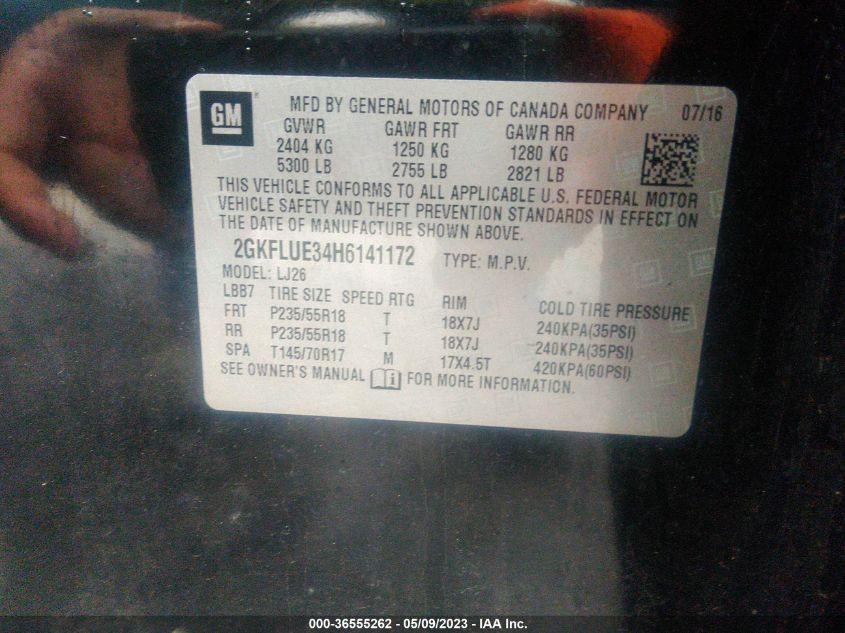 GM ® MFD BY GENERAL MOTORS OF CANADA COMPANY 07/16
GVWR GAWR FRT GAWR RR
2404 KG 1250 KG 1280 KG
5300 LB 2755 LB 2821 LB
THIS VEHICLE CONFORMS TO ALL APPLICABLE U.S. FEDERAL MOTOR
VEHICLE SAFETY AND THEFT PREVENTION STANDARDS IN EFFECT ON
THE DATE OF MANUFACTURE SHOWN ABOVE.
2GKFLUE34H6141172 TYPE: M.P.V.
MODEL: LJ26
LBB7 TIRE SIZE SPEED RTG RIM COLD TIRE PRESSURE
FRT P235/55R18 T 18X7J 240KPA(35PSI)
RR P235/55R18 T 18X7J 240KPA(35PSI)
SPA T145/70R17 M 17X4.5T 420KPA(60PSI)
SEE OWNER'S MANUAL FOR MORE INFORMATION.
000-36555262 - 05/09/2023 - IAA Inc.